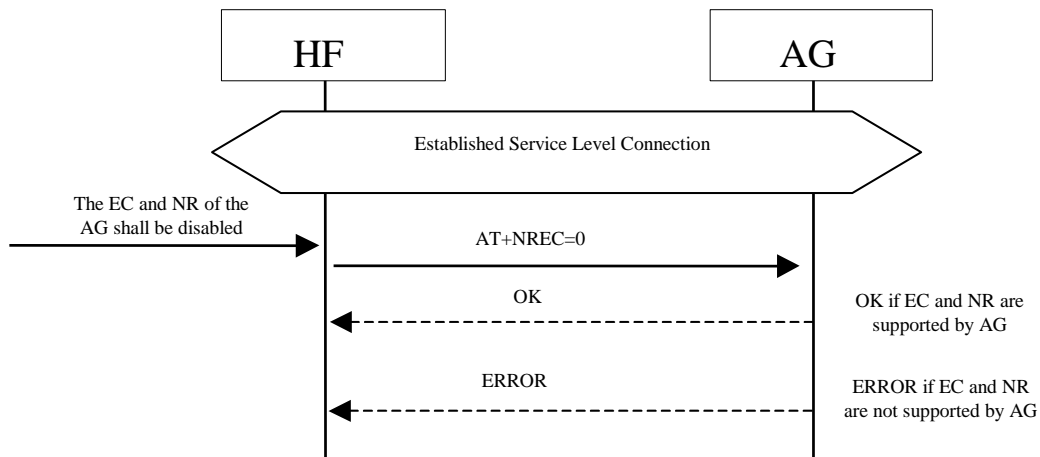 HF
AG
Established Service Level Connection
The EC and NR of the
AG shall be disabled
AT+NREC=0
OK
OK if EC and NR are
supported by AG
ERROR
ERROR if EC and NR
are not supported by AG